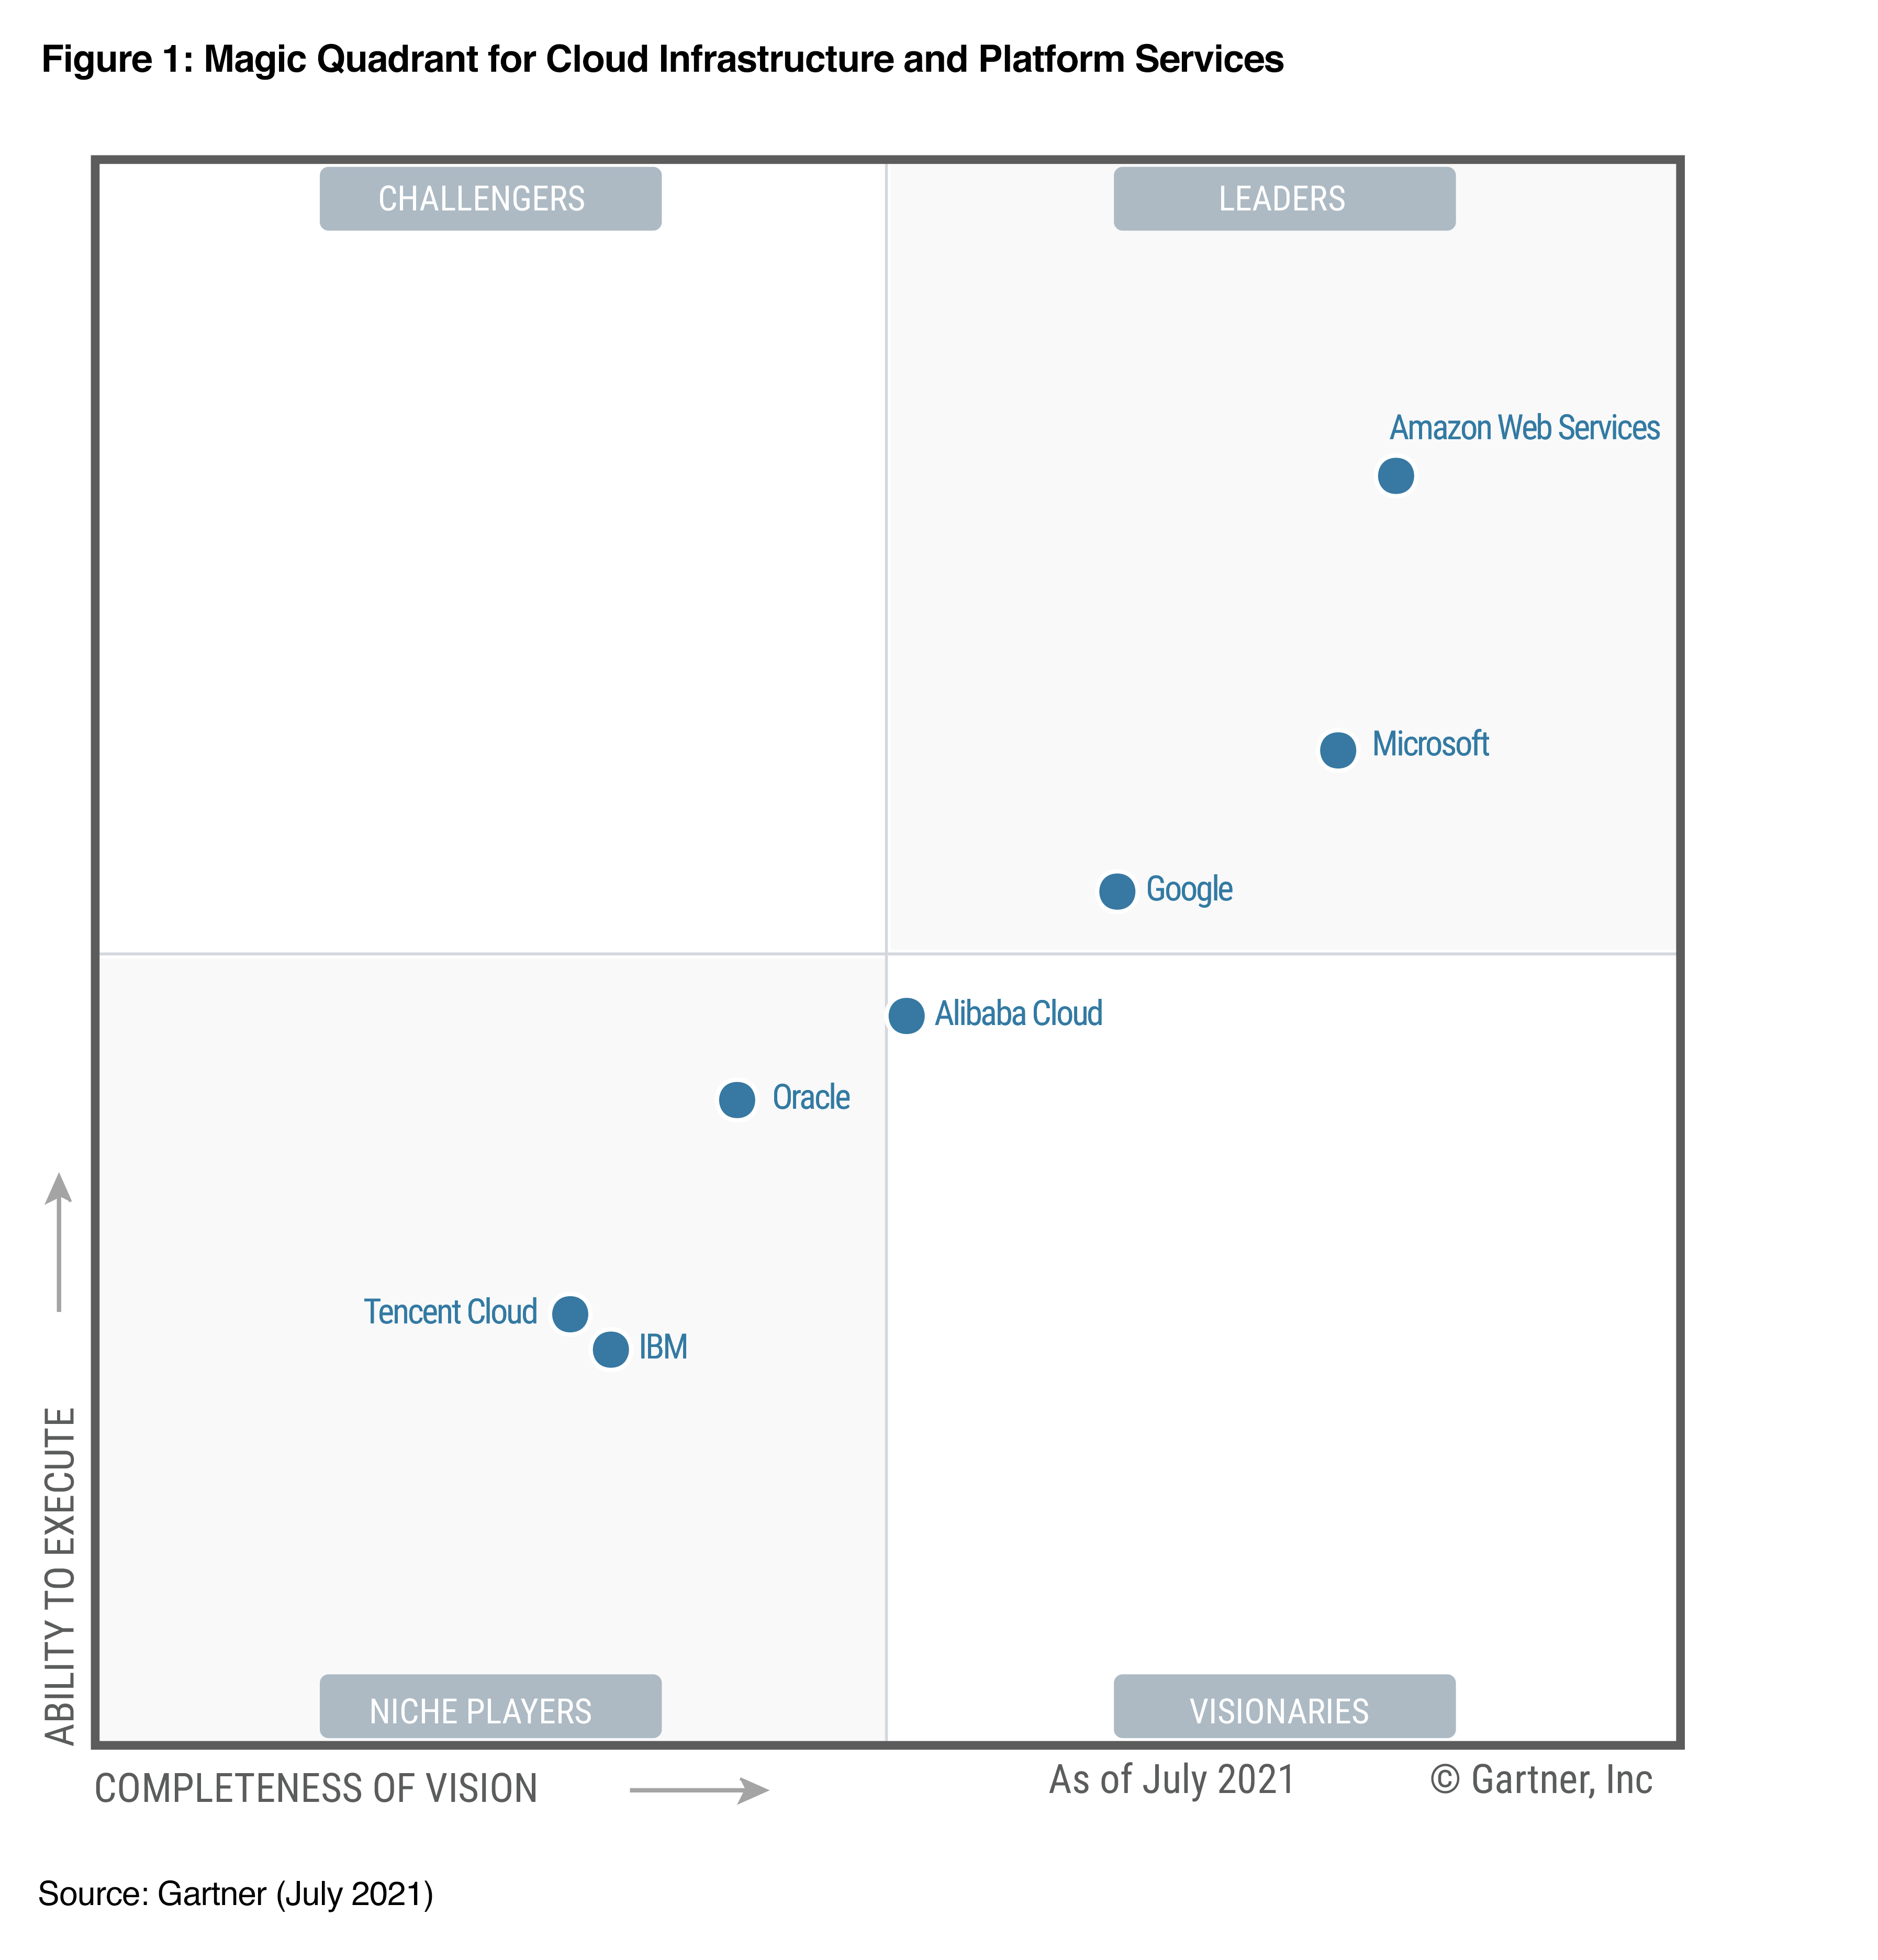 Figure 1: Magic Quadrant for Cloud Infrastructure and Platform Services
CHALLENGERS
LEADERS
Amazon Web Services
Microsoft
Google
Alibaba Cloud
Oracle
Tencent Cloud
IBM
ABILITY TO EXECUTE
NICHE PLAYERS
VISIONARIES
COMPLETENESS OF VISION
As of July 2021
© Gartner, Inc
Source: Gartner (July 2021)